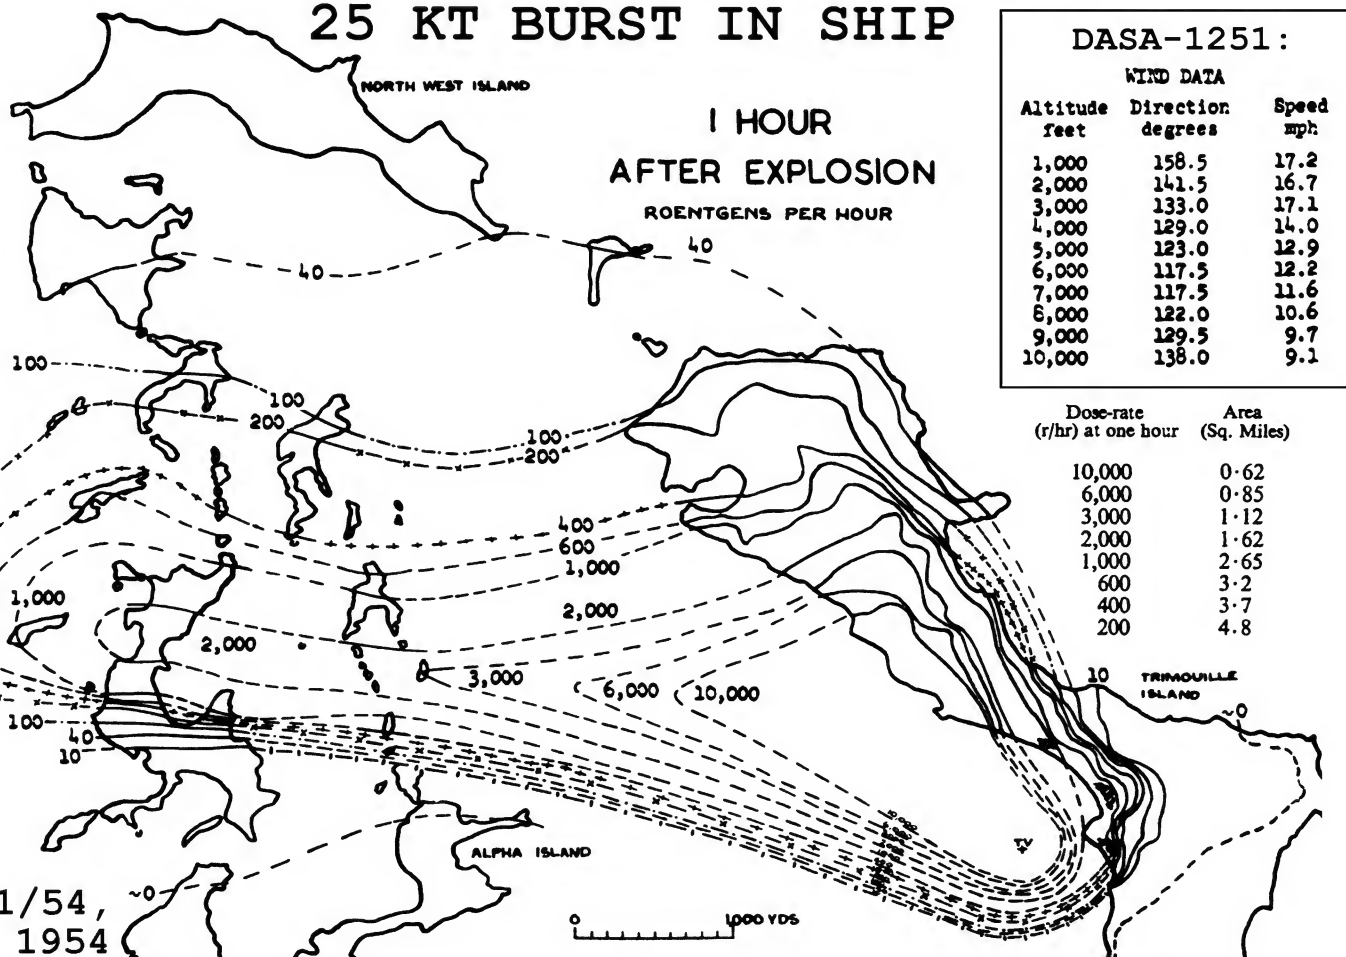 25 KT BURST IN SHIP
NORTH WEST ISLAND
1 HOUR
AFTER EXPLOSION
ROENTGENS PER HOUR
DASA-1251:
WIND DATA
Altitude Direction Speed
feet degrees mph
1,000 158.5 17.2
2,000 141.5 16.7
3,000 133.0 17.1
4,000 129.0 14.0
5,000 123.0 12.9
6,000 117.5 12.2
7,000 117.5 11.6
8,000 122.0 10.6
9,000 129.5 9.7
10,000 138.0 9.1
Dose-rate Area
(r/hr) at one hour (Sq. Miles)
10,000 0·62
6,000 0·85
3,000 1·12
2,000 1·62
1,000 2·65
600 3·2
400 3·7
200 4.8
40
40
100
100
200
100
200
400
600
1,000
1,000
2,000
2,000
3,000
6,000
10,000
10
TRIMOUILLE
ISLAND
~0
100
40
10
TV
ALPHA ISLAND
~0
0 1,000 YDS
1/54,
1954